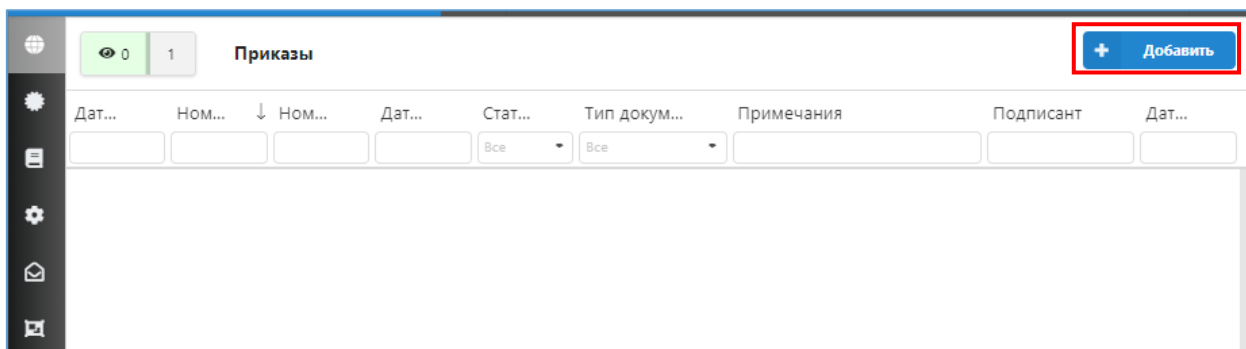 0 1 Приказы + Добавить
Дат... Ном... ↓ Ном... Дат... Стат... Тип докум... Примечания Подписант Дат...
Все Все